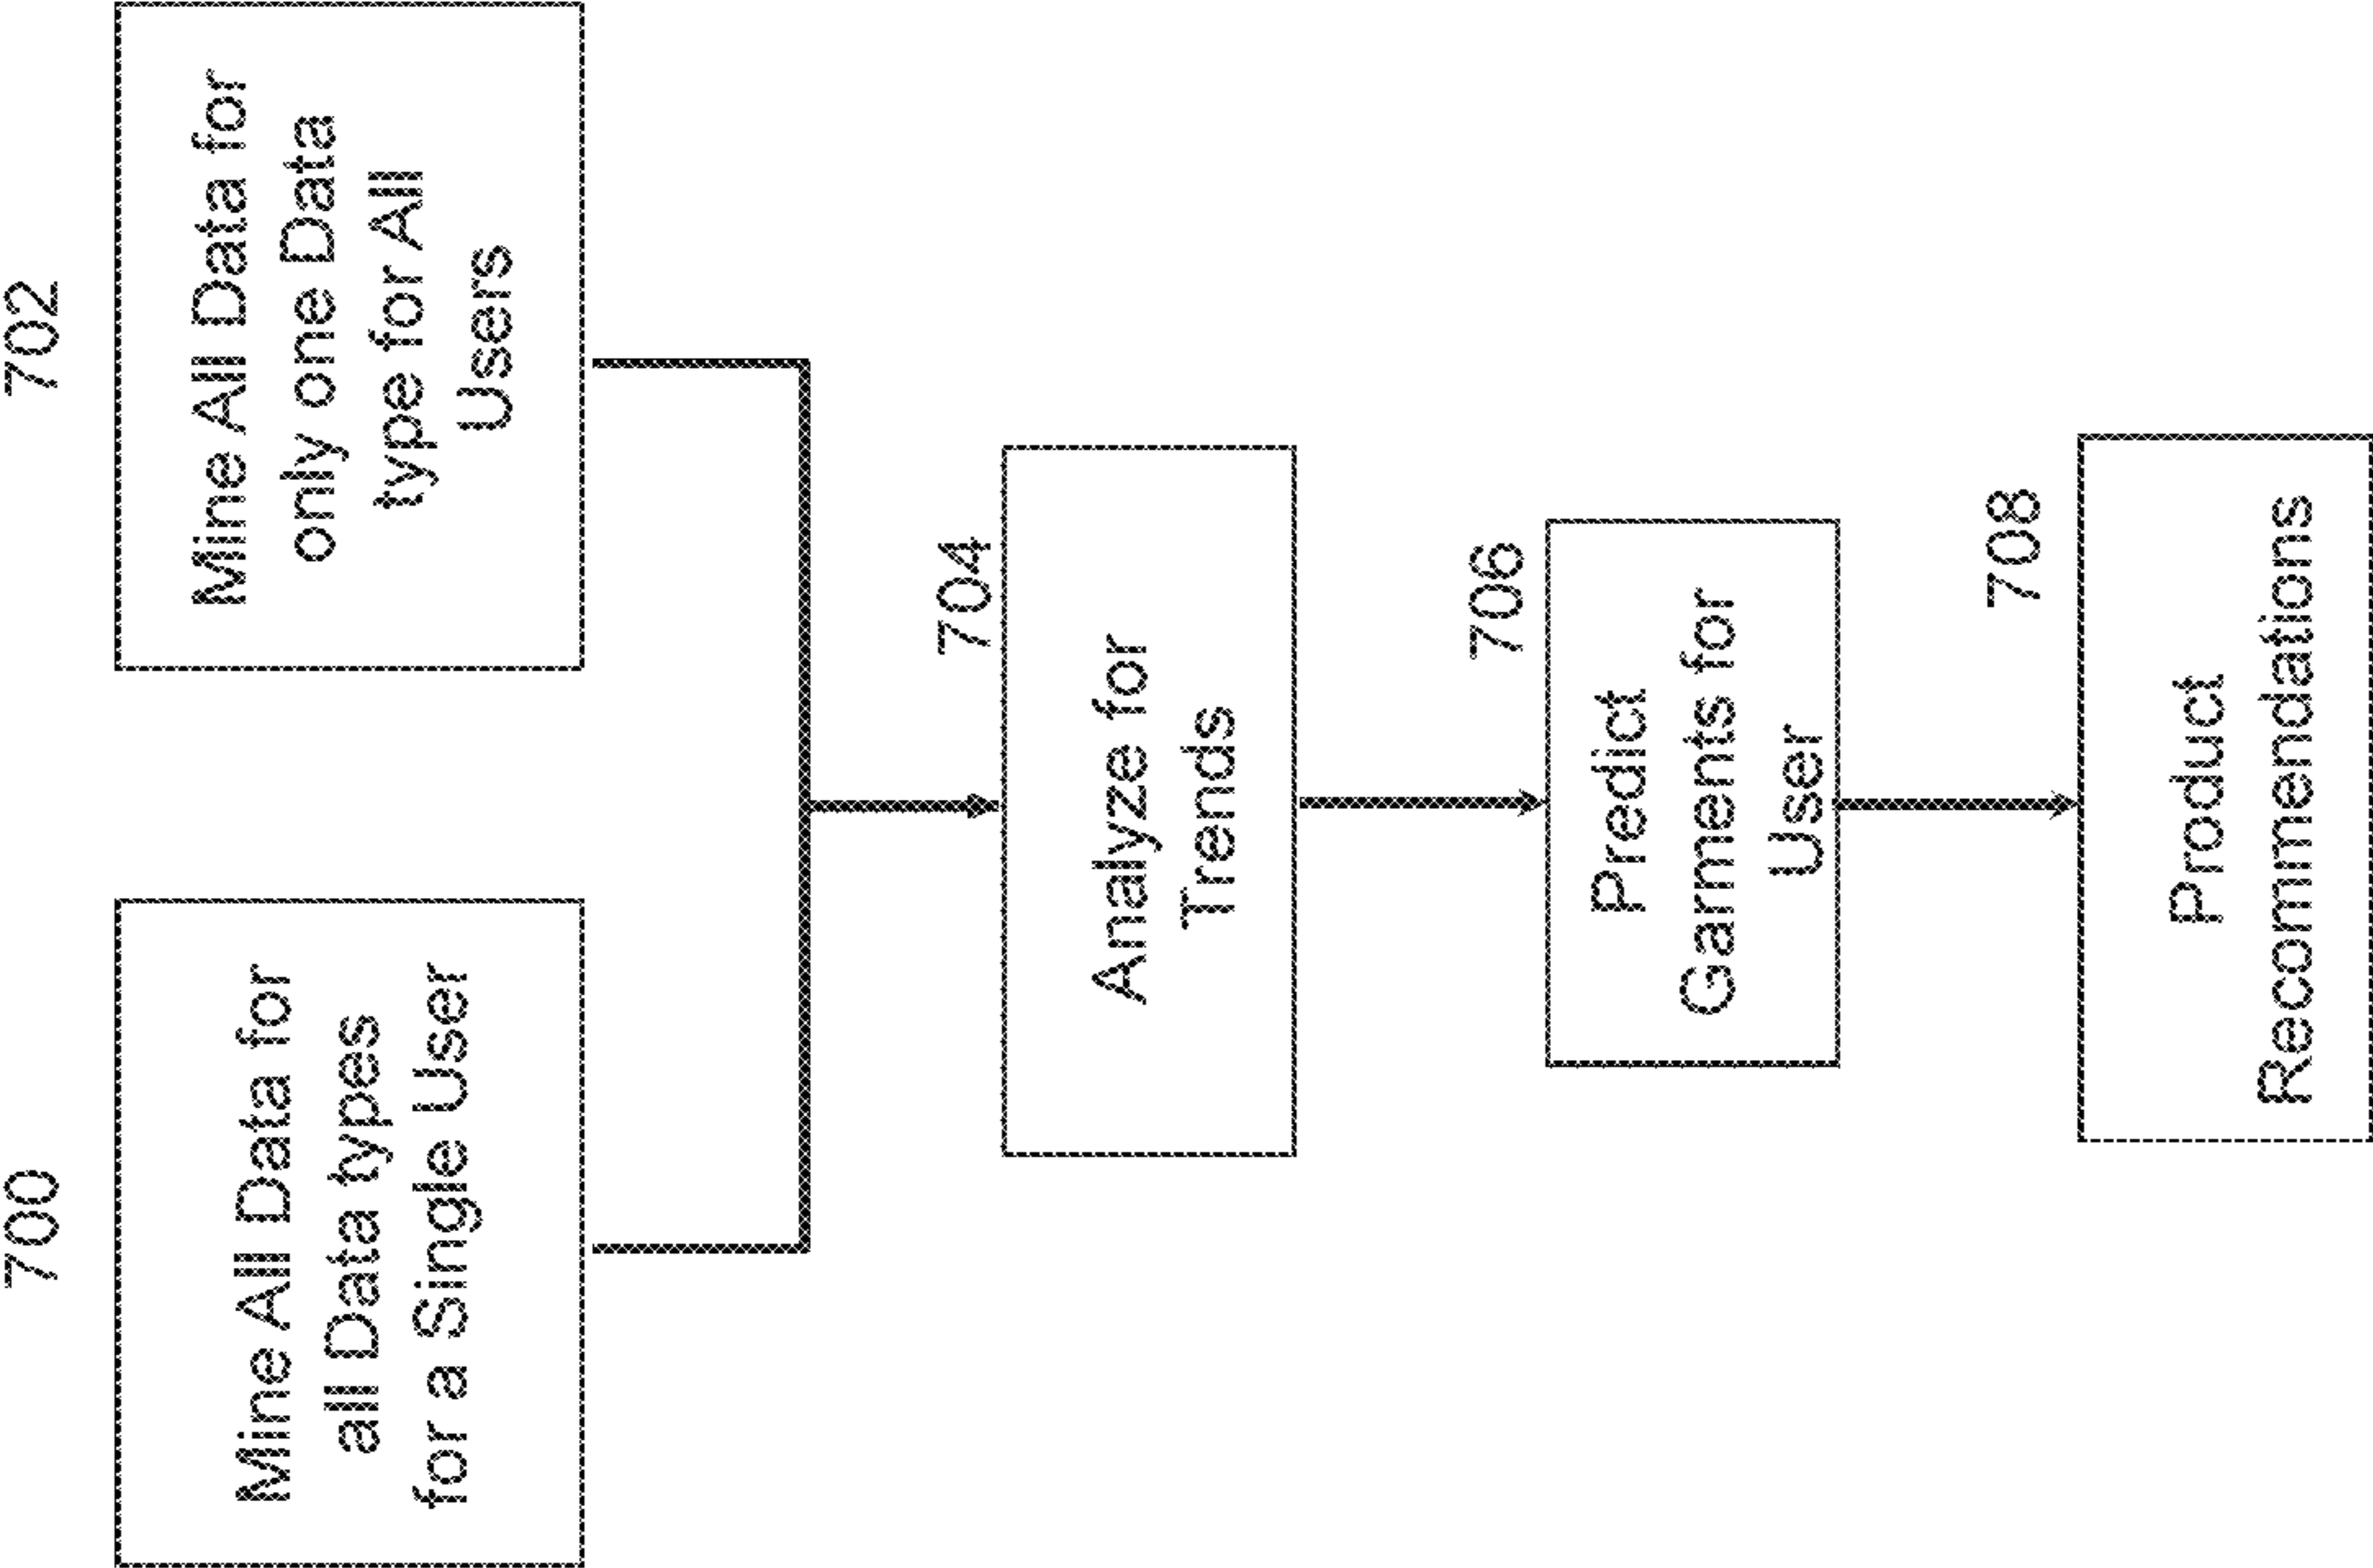 700
Mine All Data for
all Data types
for a Single User
702
Mine All Data for
only one Data
type for All
Users
704
Analyze for
Trends
706
Predict
Garments for
User
708
Product
Recommendations